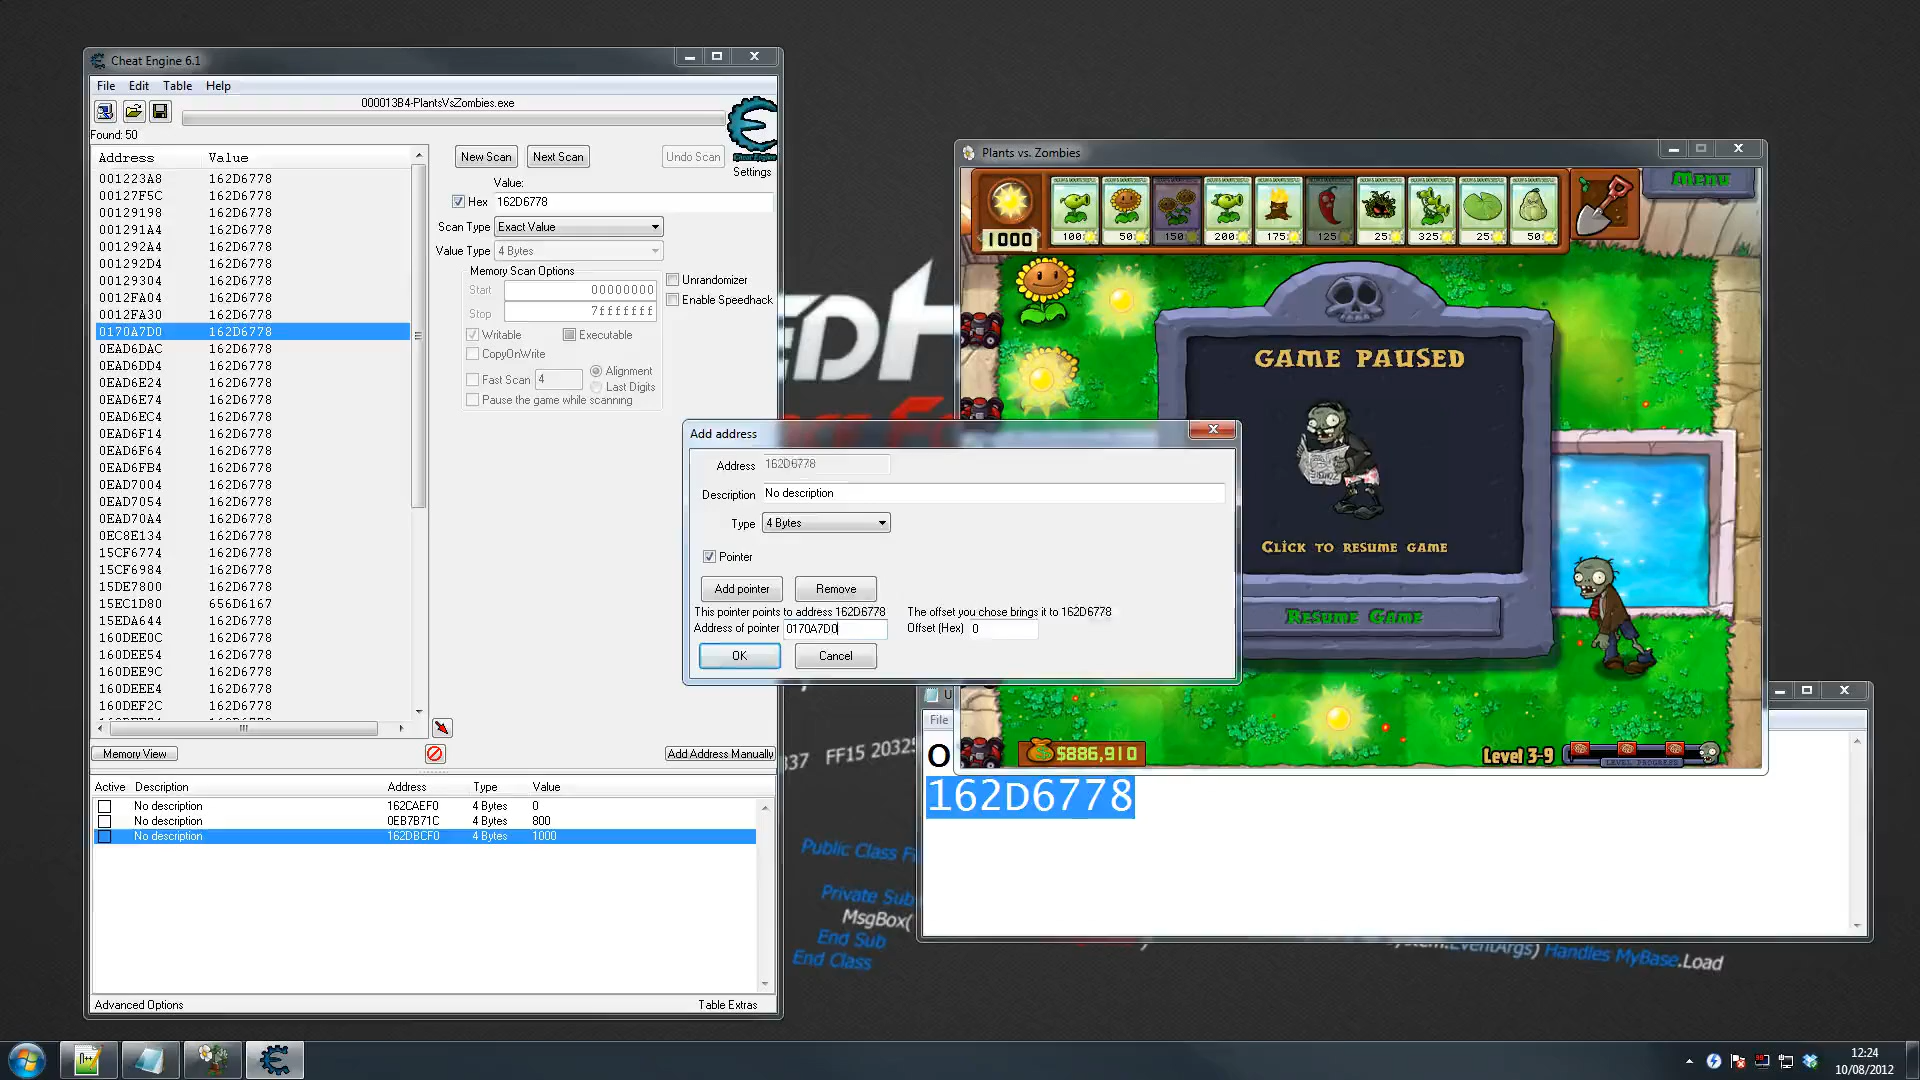 Cheat Engine 6.1
File Edit Table Help
000013B4-PlantsVsZombies.exe
Found: 50
Address Value
001223A8 162D6778
00127F5C 162D6778
00129198 162D6778
001291A4 162D6778
001292A4 162D6778
001292D4 162D6778
00129304 162D6778
0012FA04 162D6778
0012FA30 162D6778
0170A7D0 162D6778
0EAD6DAC 162D6778
0EAD6DD4 162D6778
0EAD6E24 162D6778
0EAD6E74 162D6778
0EAD6EC4 162D6778
0EAD6F14 162D6778
0EAD6F64 162D6778
0EAD6FB4 162D6778
0EAD7004 162D6778
0EAD7054 162D6778
0EAD70A4 162D6778
0EC8E134 162D6778
15CF6774 162D6778
15CF6984 162D6778
15DE7800 162D6778
15EC1D80 656D6167
15EDA644 162D6778
160DEE0C 162D6778
160DEE54 162D6778
160DEE9C 162D6778
160DEEE4 162D6778
160DEF2C 162D6778
New Scan Next Scan Undo Scan
Cheat Engine
Settings
Value:
Hex 162D6778
Scan Type Exact Value
Value Type 4 Bytes
Memory Scan Options
Start 00000000
Stop 7fffffff
Writable Executable
CopyOnWrite
Fast Scan 4 Alignment
Last Digits
Pause the game while scanning
Unrandomizer
Enable Speedhack
Memory View
Add Address Manually
Active Description Address Type Value
No description 162CAEF0 4 Bytes 0
No description 0EB7B71C 4 Bytes 800
No description 162DBCF0 4 Bytes 1000
Advanced Options Table Extras
Add address
Address 162D6778
Description No description
Type 4 Bytes
Pointer
Add pointer Remove
This pointer points to address 162D6778 The offset you chose brings it to 162D6778
Address of pointer 0170A7D0 Offset (Hex) 0
OK Cancel
Plants vs. Zombies
Menu
1000 100 50 150 200 175 125 25 325 25 50
GAME PAUSED
CLICK TO RESUME GAME
RESUME GAME
$886,910
Level 3-9
LEVEL PROGRESS
U
File
O
162D6778
337 FF15 2032
Public Class F
Private Sub
MsgBox(
End Sub
End Class
System.EventArgs) Handles MyBase.Load
12:24
10/08/2012